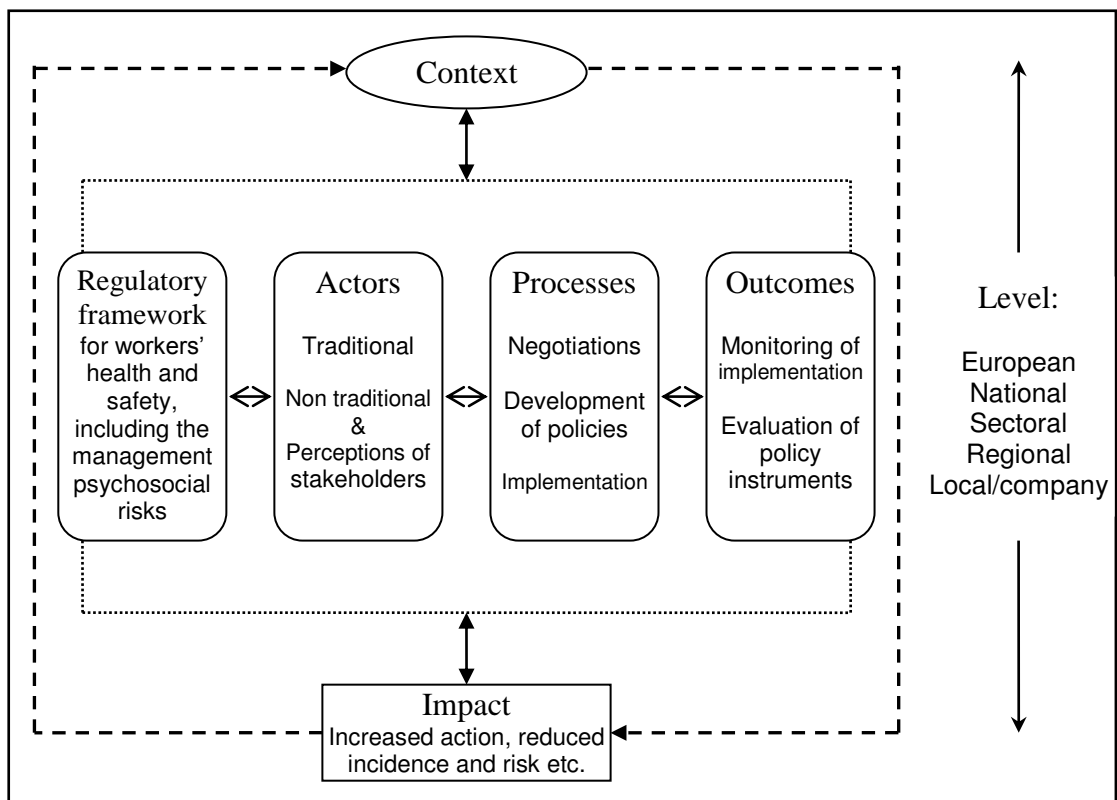 Context
Regulatory
framework
for workers’
health and
safety,
including the
management
psychosocial
risks
Actors
Traditional
Non traditional
&
Perceptions of
stakeholders
Processes
Negotiations
Development
of policies
Implementation
Outcomes
Monitoring of
implementation
Evaluation of
policy
instruments
Level:
European
National
Sectoral
Regional
Local/company
Impact
Increased action, reduced
incidence and risk etc.